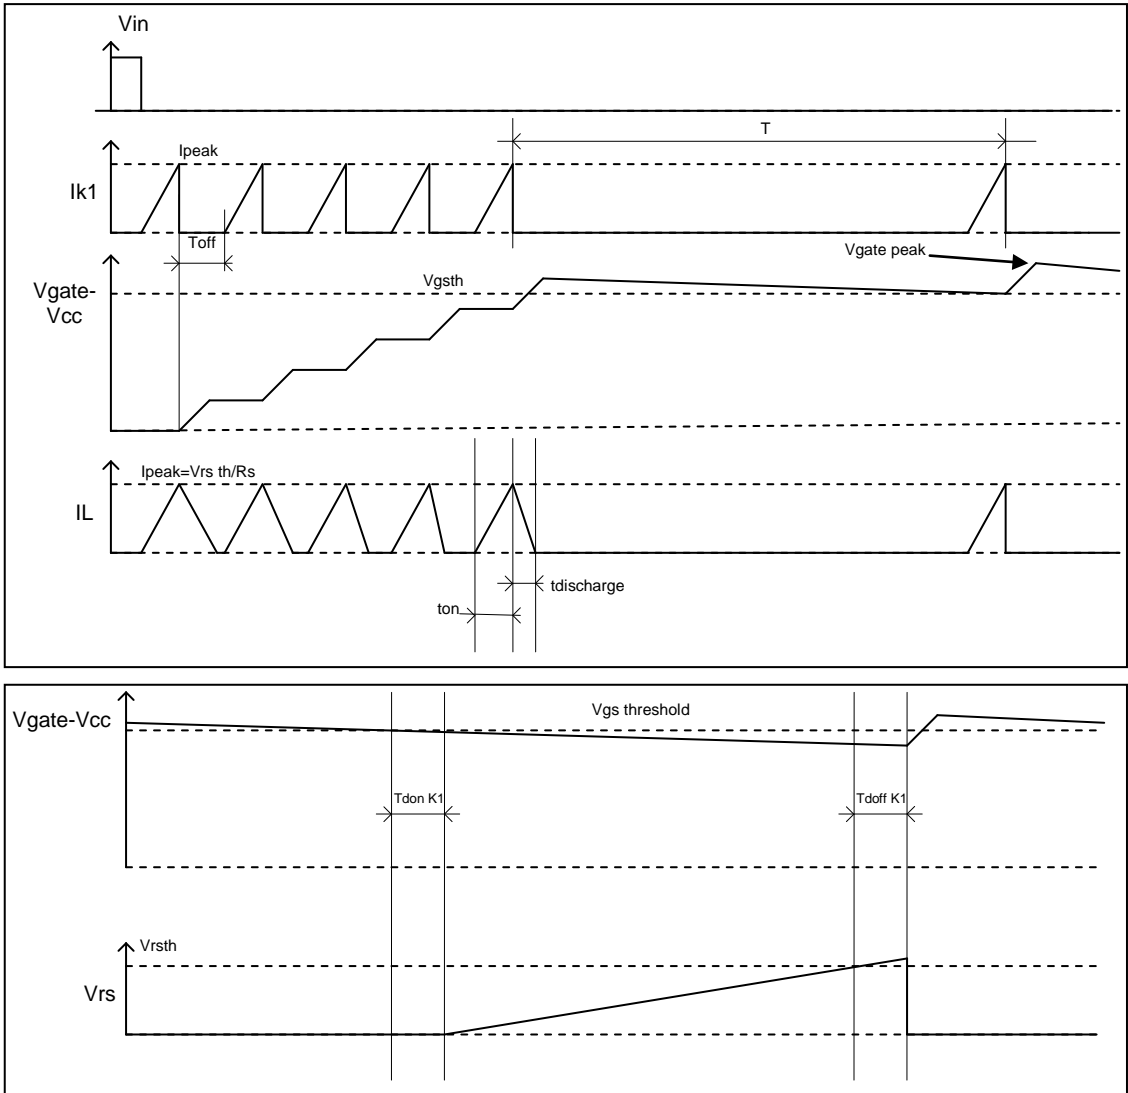 Vin
T
Ipeak
Ik1
Toff
Vgate peak
Vgate-
Vcc
Vgsth
Ipeak=Vrs th/Rs
IL
tdischarge
ton
Vgate-Vcc
Vgs threshold
Tdon K1
Tdoff K1
Vrsth
Vrs